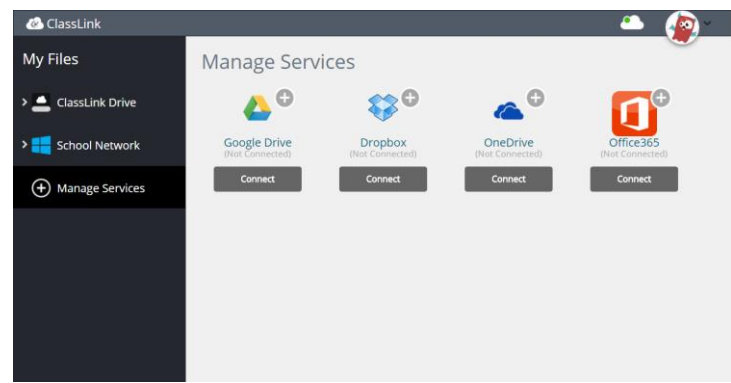 ClassLink
My Files
ClassLink Drive
School Network
Manage Services
Manage Services
Google Drive
(Not Connected)
Connect
Dropbox
(Not Connected)
Connect
OneDrive
(Not Connected)
Connect
Office365
(Not Connected)
Connect